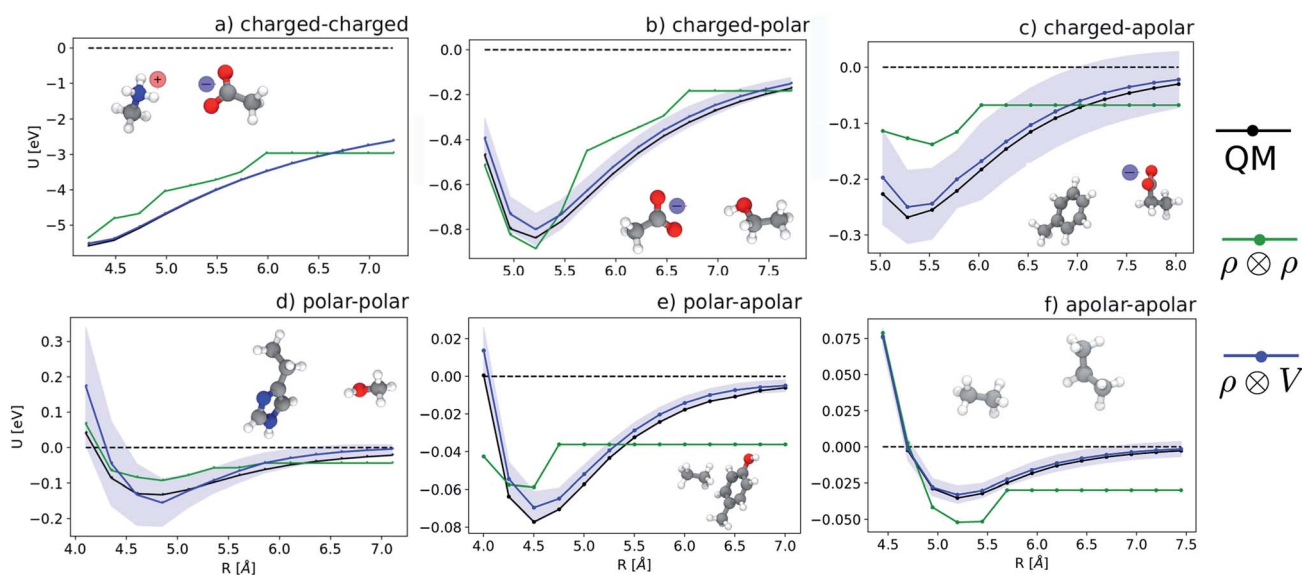 a) charged-charged
U [eV]
0
−1
−2
−3
−4
−5
4.5 5.0 5.5 6.0 6.5 7.0
+
−
b) charged-polar
0.0
−0.2
−0.4
−0.6
−0.8
5.0 5.5 6.0 6.5 7.0 7.5
−
c) charged-apolar
0.0
−0.1
−0.2
−0.3
5.0 5.5 6.0 6.5 7.0 7.5 8.0
−
QM
ρ ⊗ ρ
ρ ⊗ V
d) polar-polar
U [eV]
0.3
0.2
0.1
0.0
−0.1
−0.2
4.0 4.5 5.0 5.5 6.0 6.5 7.0
R [Å]
e) polar-apolar
0.02
0.00
−0.02
−0.04
−0.06
−0.08
4.0 4.5 5.0 5.5 6.0 6.5 7.0
R [Å]
f) apolar-apolar
0.075
0.050
0.025
0.000
−0.025
−0.050
4.5 5.0 5.5 6.0 6.5 7.0 7.5
R [Å]